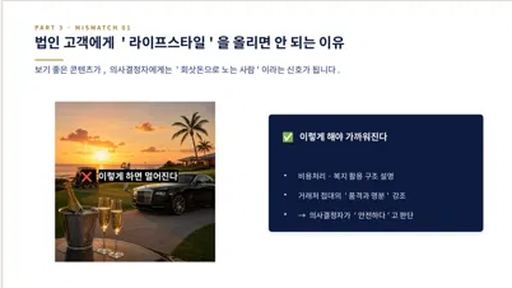 PART 3 · MISMATCH 01
법인 고객에게 '라이프스타일'을 올리면 안 되는 이유
보기 좋은 콘텐츠가, 의사결정자에게는 '회삿돈으로 노는 사람'이라는 신호가 됩니다.
❌ 이렇게 하면 멀어진다
✅ 이렇게 해야 가까워진다
• 비용처리 · 복지 활용 구조 설명
• 거래처 접대의 '품격과 명분' 강조
• → 의사결정자가 '안전하다'고 판단